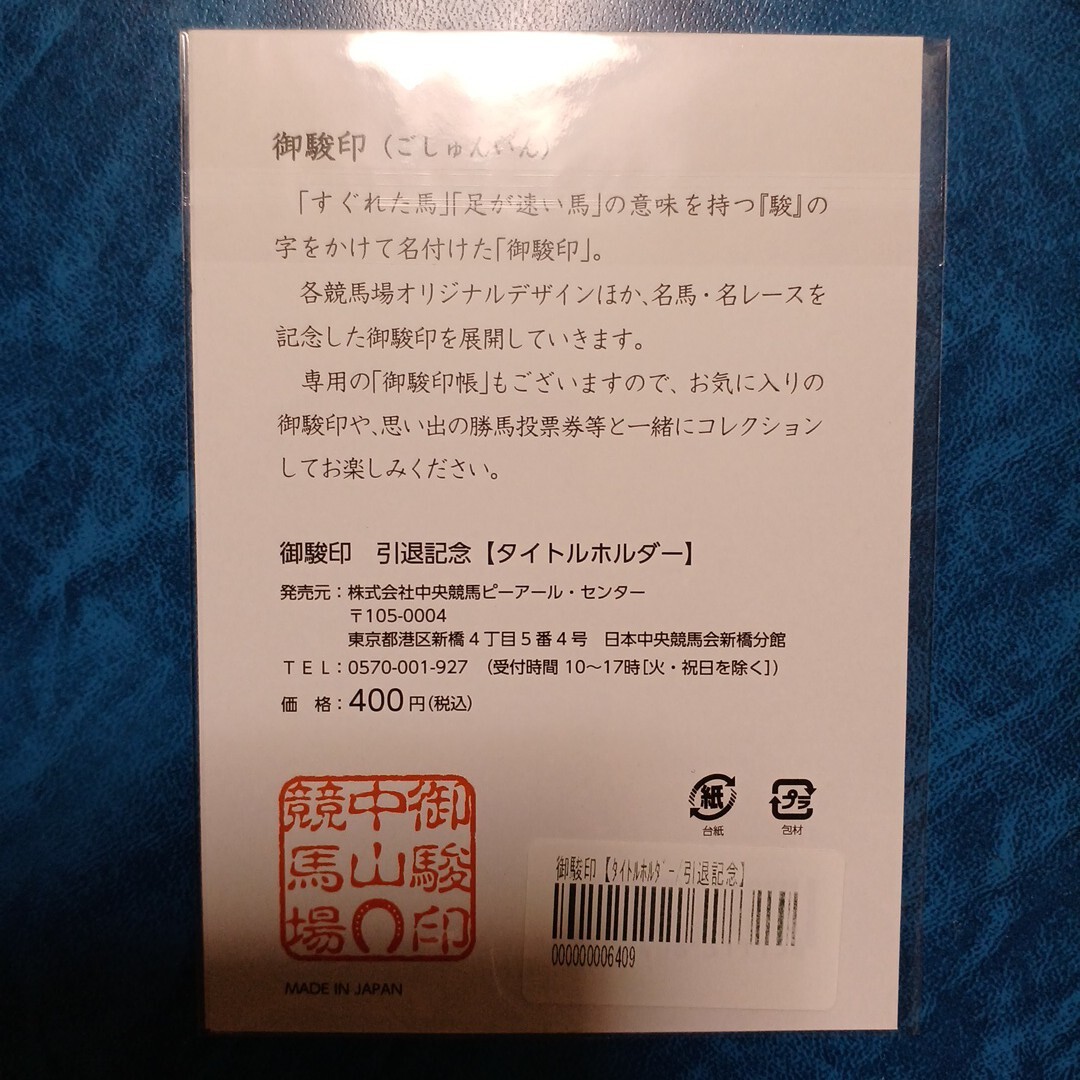 御駿印（ごしゅんいん）
「すぐれた馬」「足が速い馬」の意味を持つ『駿』の
字をかけて名付けた「御駿印」。
各競馬場オリジナルデザインほか、名馬・名レースを
記念した御駿印を展開していきます。
専用の「御駿印帳」もございますので、お気に入りの
御駿印や、思い出の勝馬投票券等と一緒にコレクション
してお楽しみください。
御駿印　引退記念【タイトルホルダー】
発売元：株式会社中央競馬ピーアール・センター
〒105-0004
東京都港区新橋４丁目５番４号　日本中央競馬会新橋分館
ＴＥＬ：0570-001-927　（受付時間 10〜17時［火・祝日を除く］）
価　格：400円（税込）
御駿印
中山
競馬場
紙
台紙
プラ
包材
御駿印【ﾀｲﾄﾙﾎﾙﾀﾞｰ/引退記念】
000000006409
MADE IN JAPAN